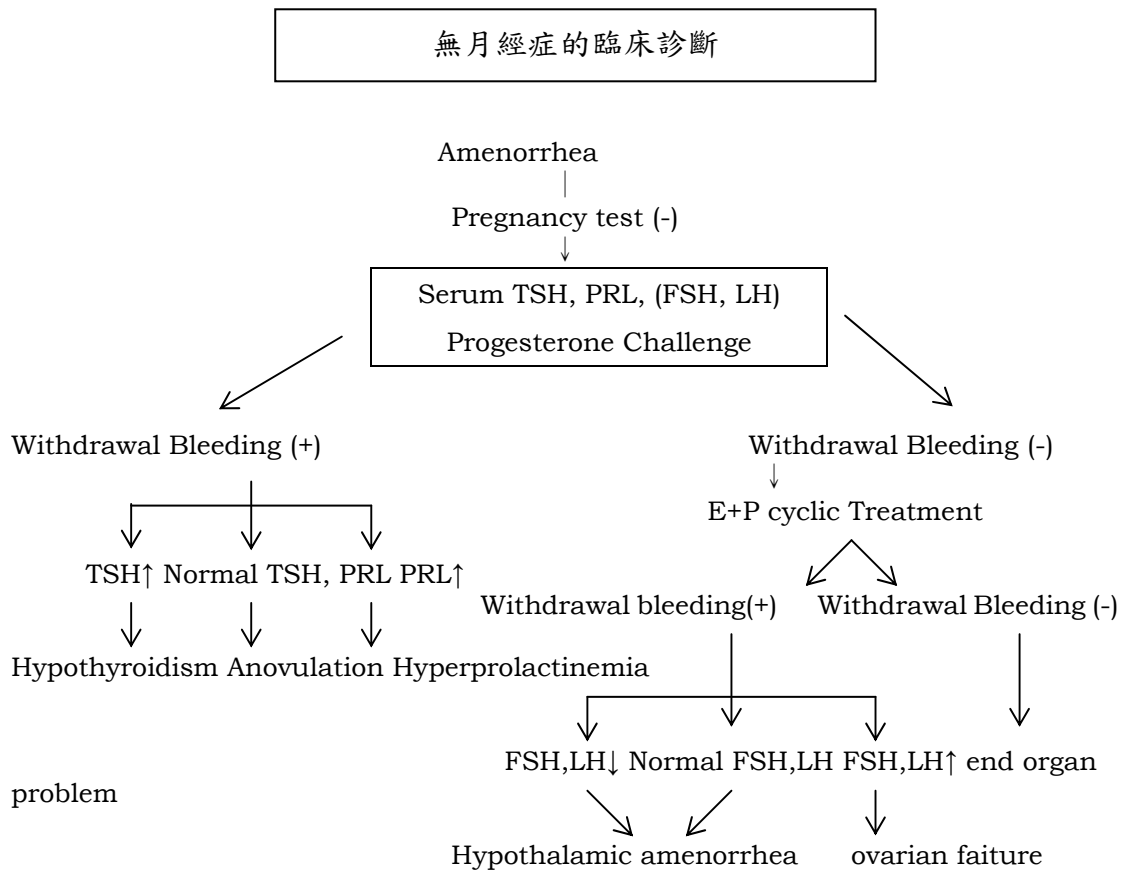 無月經症的臨床診斷
Amenorrhea
Pregnancy test (-)
Serum TSH, PRL, (FSH, LH)
Progesterone Challenge
Withdrawal Bleeding (+)
Withdrawal Bleeding (-)
E+P cyclic Treatment
TSH↑ Normal TSH, PRL PRL↑
Withdrawal bleeding(+)
Withdrawal Bleeding (-)
Hypothyroidism Anovulation Hyperprolactinemia
FSH,LH↓ Normal FSH,LH FSH,LH↑ end organ
problem
Hypothalamic amenorrhea
ovarian faiture